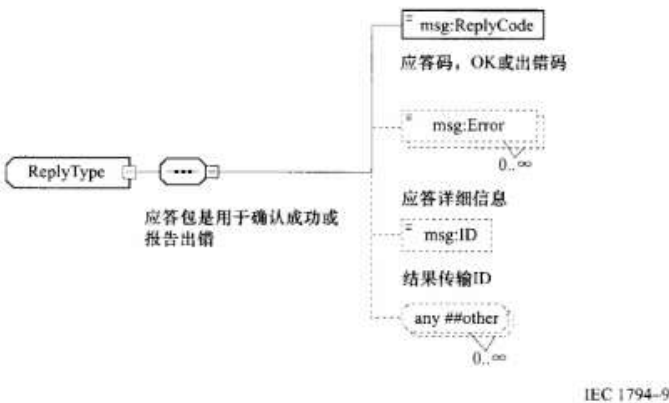 msg:ReplyCode
应答码，OK或出错码
msg:Error
0..∞
ReplyType
应答包是用于确认成功或
报告出错
应答详细信息
msg:ID
结果传输ID
any ##other
0..∞
IEC 1794-9